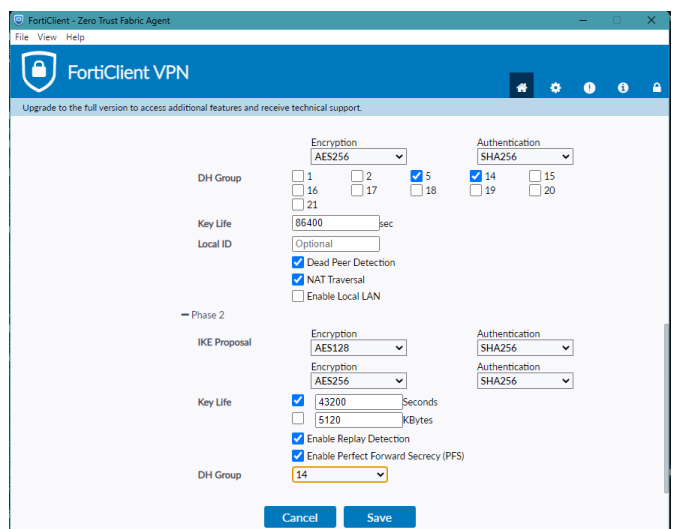 FortiClient - Zero Trust Fabric Agent
File View Help
FortiClient VPN
Upgrade to the full version to access additional features and receive technical support.
Encryption Authentication
AES256 SHA256
DH Group 1 2 5 14 15
16 17 18 19 20
21
Key Life 86400 sec
Local ID Optional
Dead Peer Detection
NAT Traversal
Enable Local LAN
Phase 2
Encryption Authentication
IKE Proposal AES128 SHA256
Encryption Authentication
AES256 SHA256
Key Life 43200 Seconds
5120 KBytes
Enable Replay Detection
Enable Perfect Forward Secrecy (PFS)
DH Group 14
Cancel Save